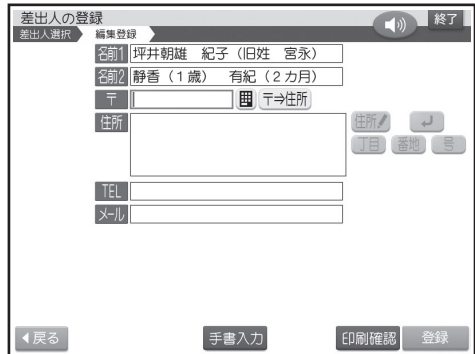 差出人の登録
終了
差出人選択 編集登録
名前1 坪井朝雄 紀子（旧姓 宮永）
名前2 静香（1歳） 有紀（2カ月）
〒 〒⇒住所
住所 住所
丁目 番地 号
TEL
メール
◀戻る 手書入力 印刷確認 登録